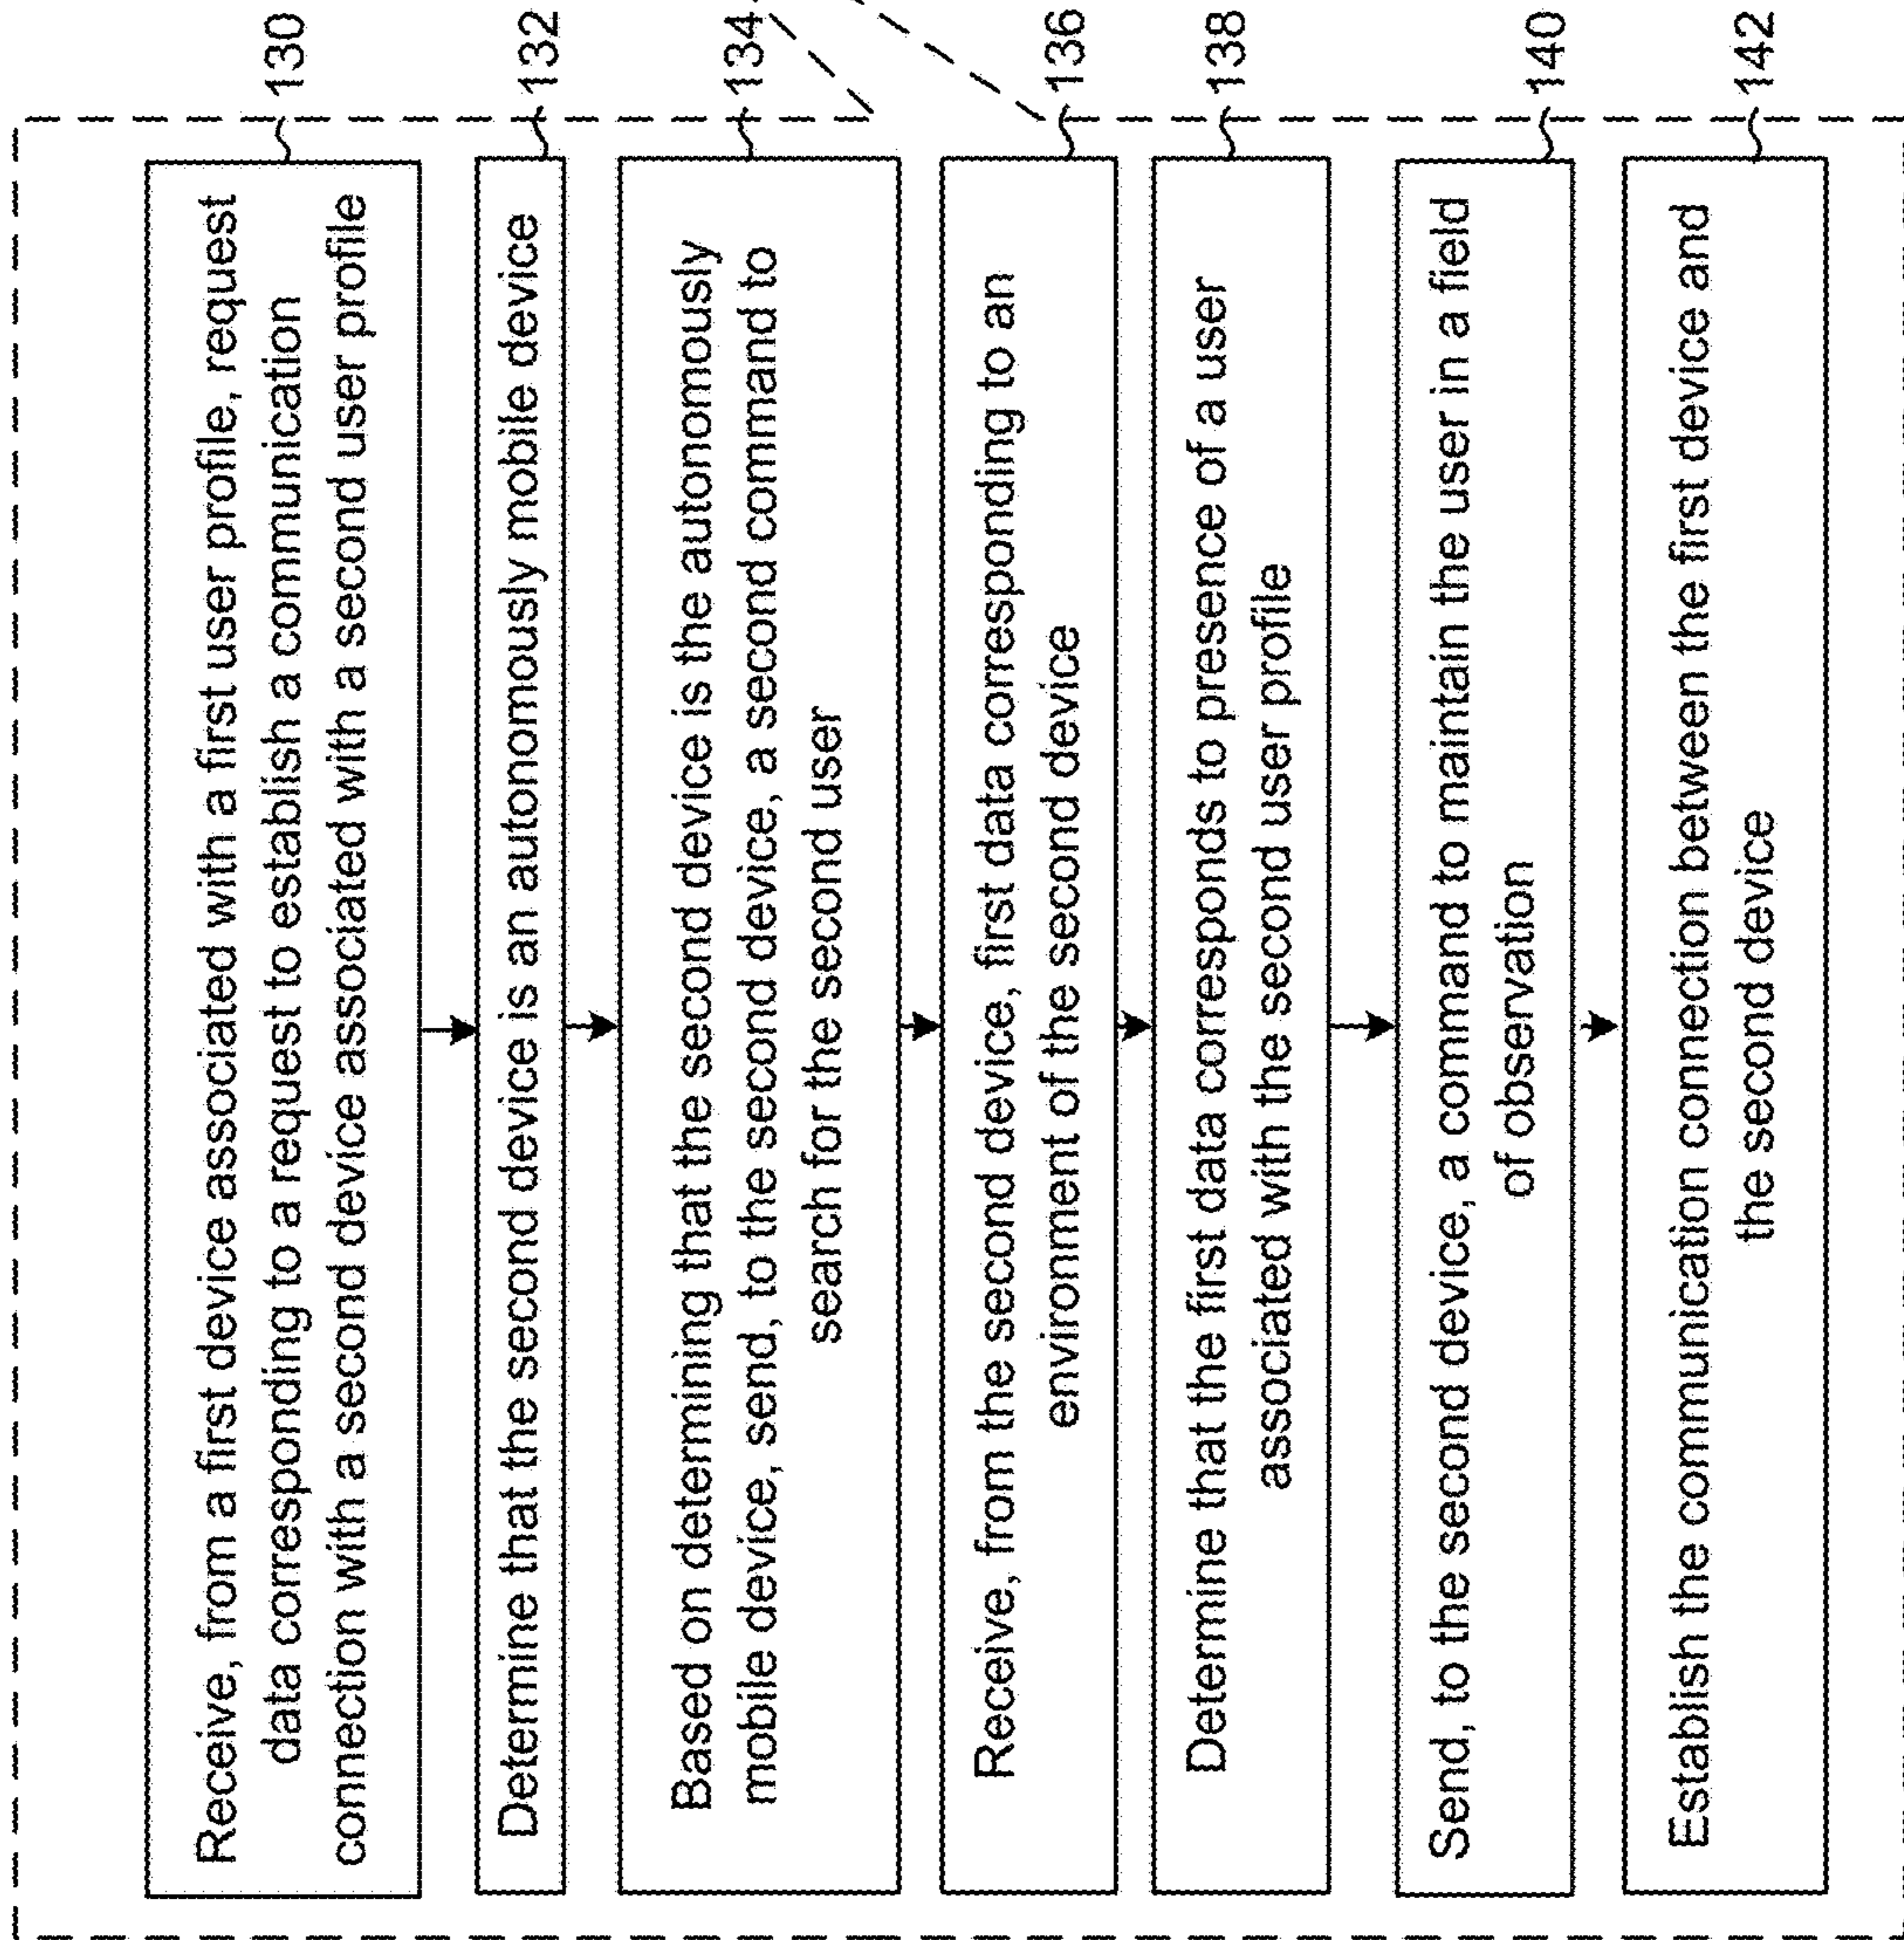 Receive, from a first device associated with a first user profile, request
data corresponding to a request to establish a communication
connection with a second device associated with a second user profile
130
Determine that the second device is an autonomously mobile device
132
Based on determining that the second device is the autonomously
mobile device, send, to the second device, a second command to
search for the second user
134
Receive, from the second device, first data corresponding to an
environment of the second device
136
Determine that the first data corresponds to presence of a user
associated with the second user profile
138
Send, to the second device, a command to maintain the user in a field
of observation
140
Establish the communication connection between the first device and
the second device
142